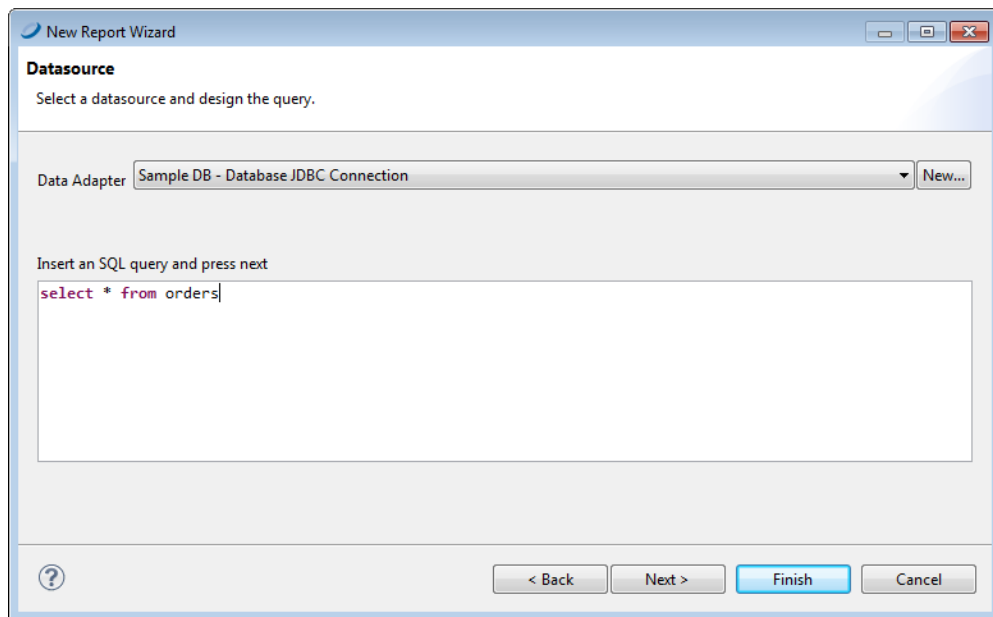 New Report Wizard
Datasource
Select a datasource and design the query.
Data Adapter Sample DB - Database JDBC Connection New...
Insert an SQL query and press next
select * from orders
? < Back Next > Finish Cancel